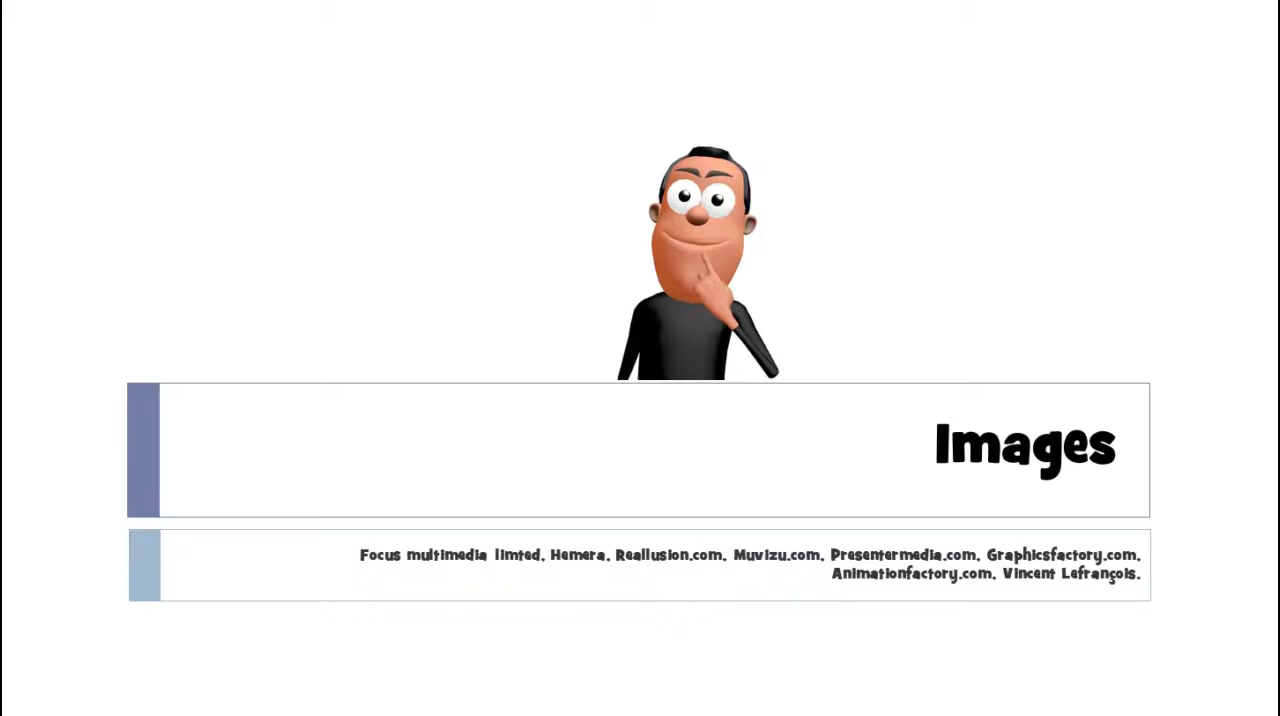 Images
Focus multimedia limted, Hemera, Reallusion.com, Muvizu.com, Presentermedia.com, Graphicsfactory.com,
Animationfactory.com, Vincent Lefrançois.